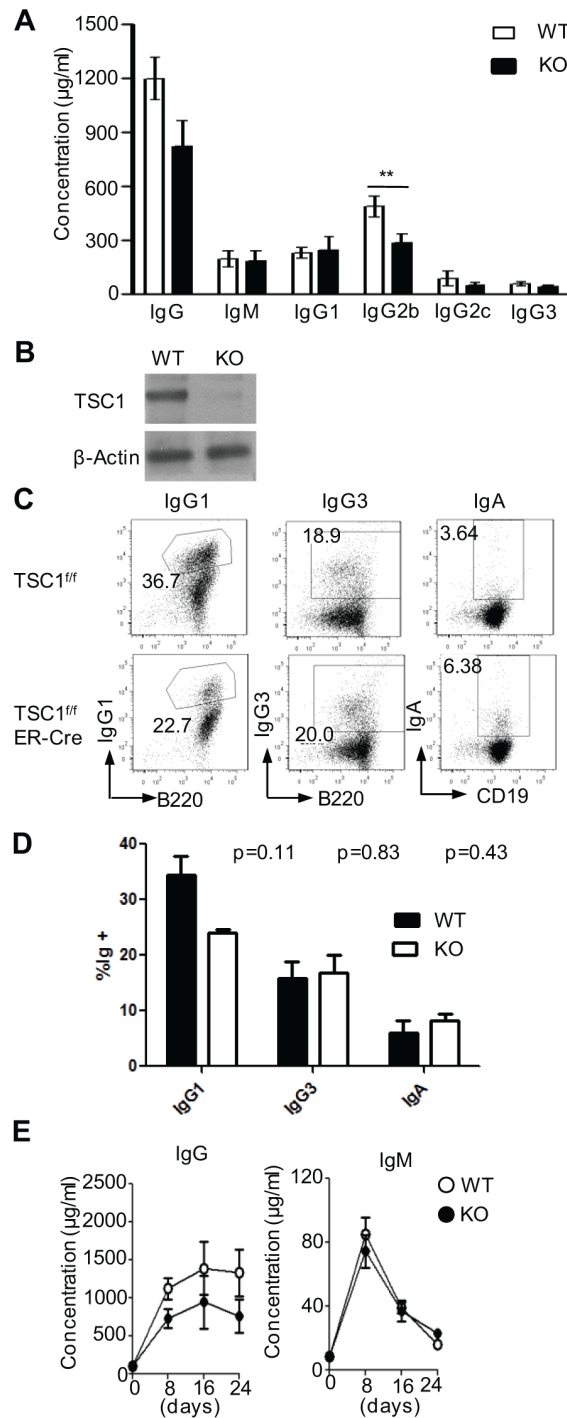 A
WT
KO
Concentration (µg/ml)
1500
1200
900
600
300
0
**
IgG IgM IgG1 IgG2b IgG2c IgG3
B
WT KO
TSC1
β-Actin
C
IgG1 IgG3 IgA
TSC1f/f
36.7
18.9
3.64
TSC1f/f
ER-Cre
22.7
20.0
6.38
IgG1
B220
IgG3
B220
IgA
CD19
D
p=0.11 p=0.83 p=0.43
%Ig +
40
30
20
10
0
WT
KO
IgG1 IgG3 IgA
E
IgG
Concentration (µg/ml)
2500
2000
1500
1000
500
0
0 8 16 24
(days)
IgM
Concentration (µg/ml)
120
80
40
0
0 8 16 24
(days)
WT
KO